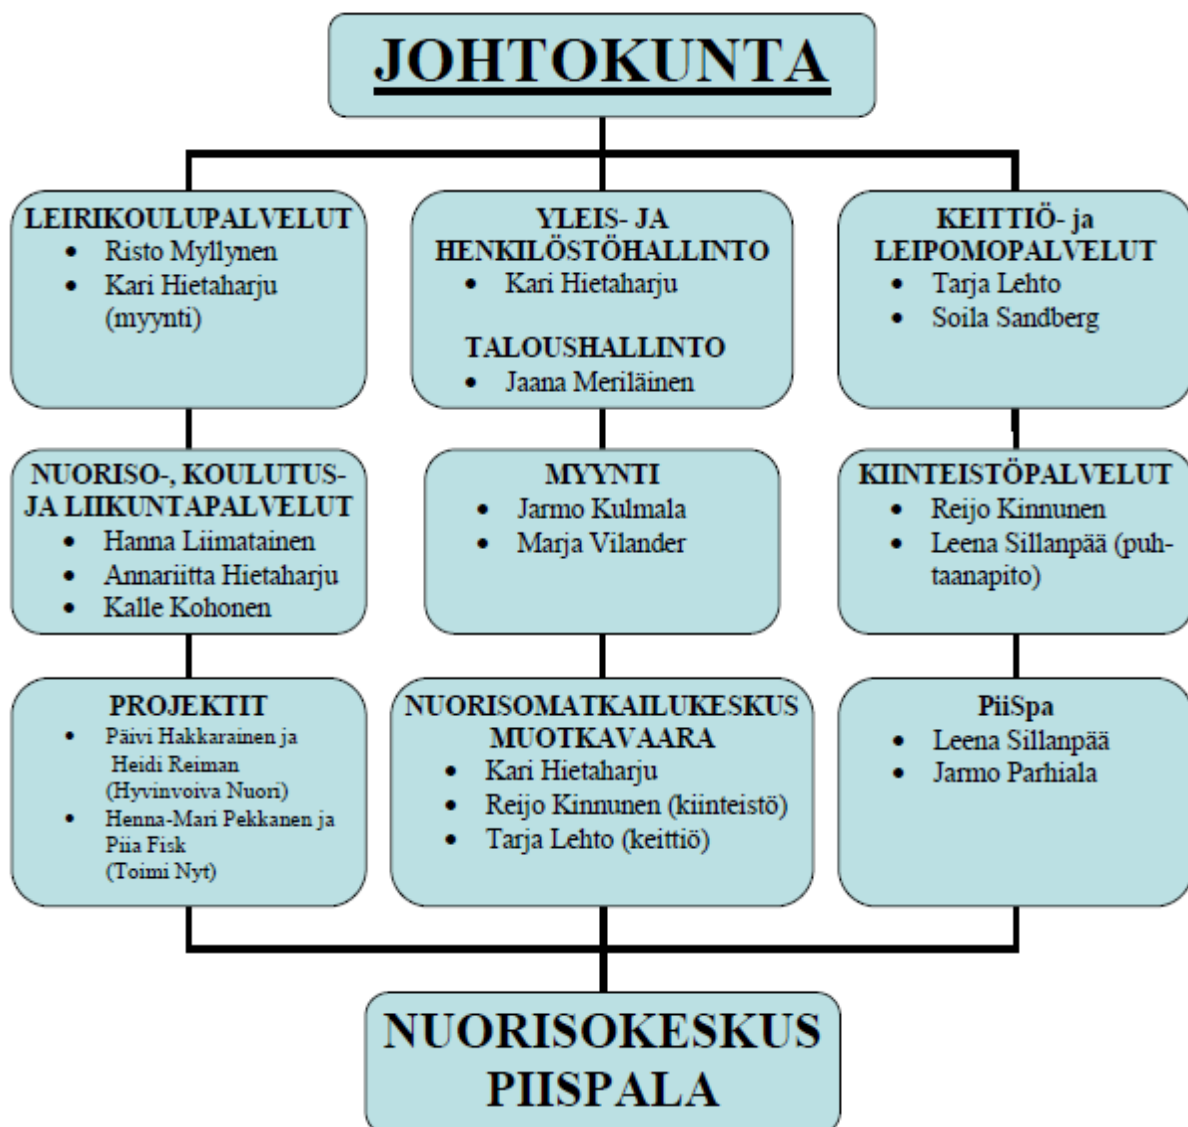 JOHTOKUNTA
LEIRIKOULUPALVELUT
• Risto Myllynen
• Kari Hietaharju
(myynti)
YLEIS- JA
HENKILÖSTÖHALLINTO
• Kari Hietaharju
TALOUSHALLINTO
• Jaana Meriläinen
KEITTIÖ- ja
LEIPOMOPALVELUT
• Tarja Lehto
• Soila Sandberg
NUORISO-, KOULUTUS-
JA LIIKUNTAPALVELUT
• Hanna Liimatainen
• Annariitta Hietaharju
• Kalle Kohonen
MYYNTI
• Jarmo Kulmala
• Marja Vilander
KIINTEISTÖPALVELUT
• Reijo Kinnunen
• Leena Sillanpää (puh-
taanapito)
PROJEKTIT
• Päivi Hakkarainen ja
Heidi Reiman
(Hyvinvoiva Nuori)
• Henna-Mari Pekkanen ja
Piia Fisk
(Toimi Nyt)
NUORISOMATKAILUKESKUS
MUOTKAVAARA
• Kari Hietaharju
• Reijo Kinnunen (kiinteistö)
• Tarja Lehto (keittiö)
PiiSpa
• Leena Sillanpää
• Jarmo Parhiala
NUORISOKESKUS
PIISPALA